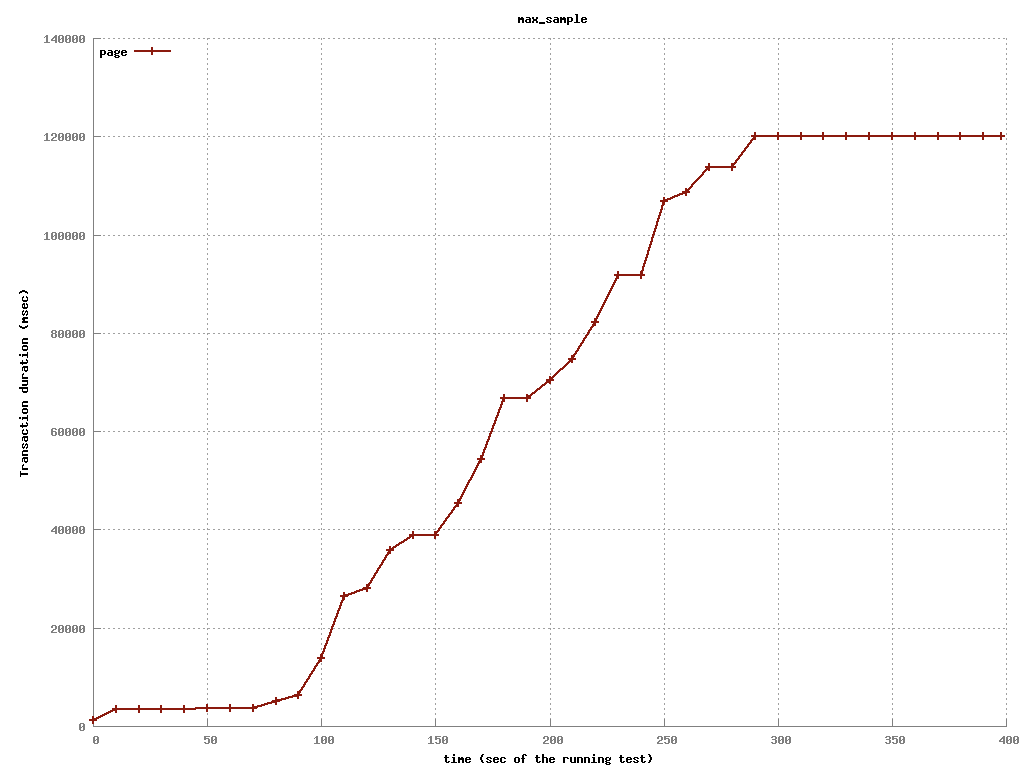 max_sample
140000
page
120000
100000
80000
60000
40000
20000
0
Transaction duration (msec)
0 50 100 150 200 250 300 350 400
time (sec of the running test)